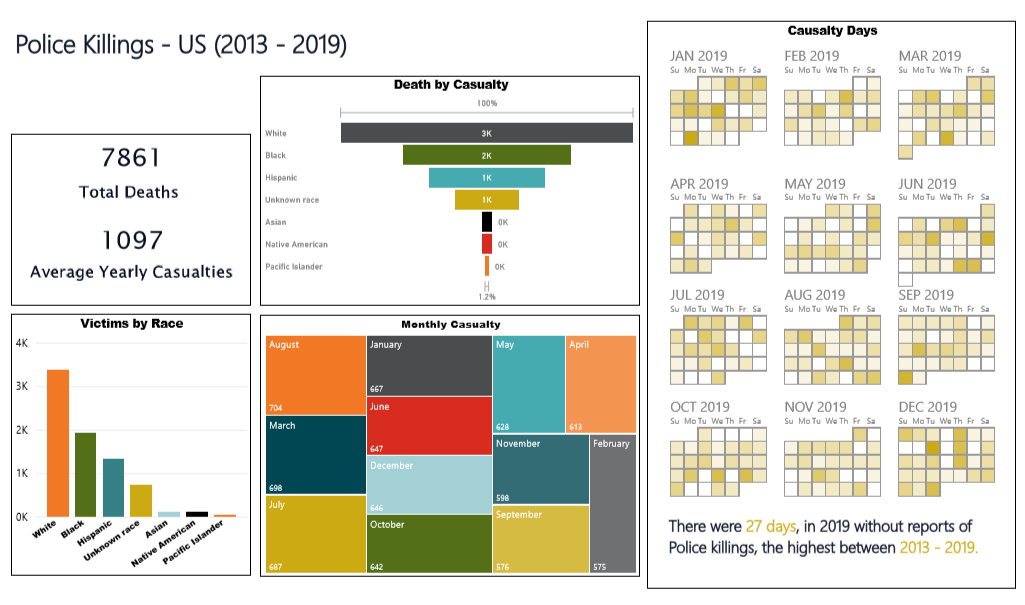 Police Killings - US (2013 - 2019)
7861
Total Deaths
1097
Average Yearly Casualties
Death by Casualty
100%
White
3K
Black
2K
Hispanic
1K
Unknown race
1K
Asian
0K
Native American
0K
Pacific Islander
0K
1.2%
Victims by Race
4K
3K
2K
1K
0K
White
Black
Hispanic
Unknown race
Asian
Native American
Pacific Islander
Monthly Casualty
August
704
March
698
July
687
January
667
June
647
December
646
October
642
May
628
April
613
November
598
September
576
February
575
Causalty Days
JAN 2019
Su Mo Tu We Th Fr Sa
FEB 2019
Su Mo Tu We Th Fr Sa
MAR 2019
Su Mo Tu We Th Fr Sa
APR 2019
Su Mo Tu We Th Fr Sa
MAY 2019
Su Mo Tu We Th Fr Sa
JUN 2019
Su Mo Tu We Th Fr Sa
JUL 2019
Su Mo Tu We Th Fr Sa
AUG 2019
Su Mo Tu We Th Fr Sa
SEP 2019
Su Mo Tu We Th Fr Sa
OCT 2019
Su Mo Tu We Th Fr Sa
NOV 2019
Su Mo Tu We Th Fr Sa
DEC 2019
Su Mo Tu We Th Fr Sa
There were 27 days, in 2019 without reports of
Police killings, the highest between 2013 - 2019.